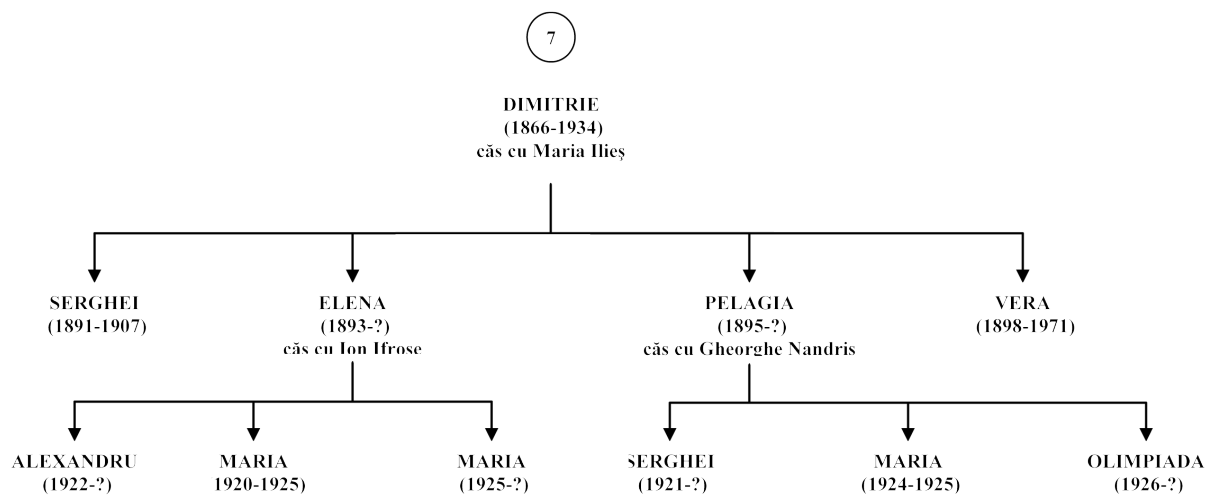 7
DIMITRIE
(1866-1934)
căs cu Maria Ilieş
SERGHEI
(1891-1907)
ELENA
(1893-?)
căs cu Ion Ifrose
PELAGIA
(1895-?)
căs cu Gheorghe Nandris
VERA
(1898-1971)
ALEXANDRU
(1922-?)
MARIA
1920-1925)
MARIA
(1925-?)
SERGHEI
(1921-?)
MARIA
(1924-1925)
OLIMPIADA
(1926-?)